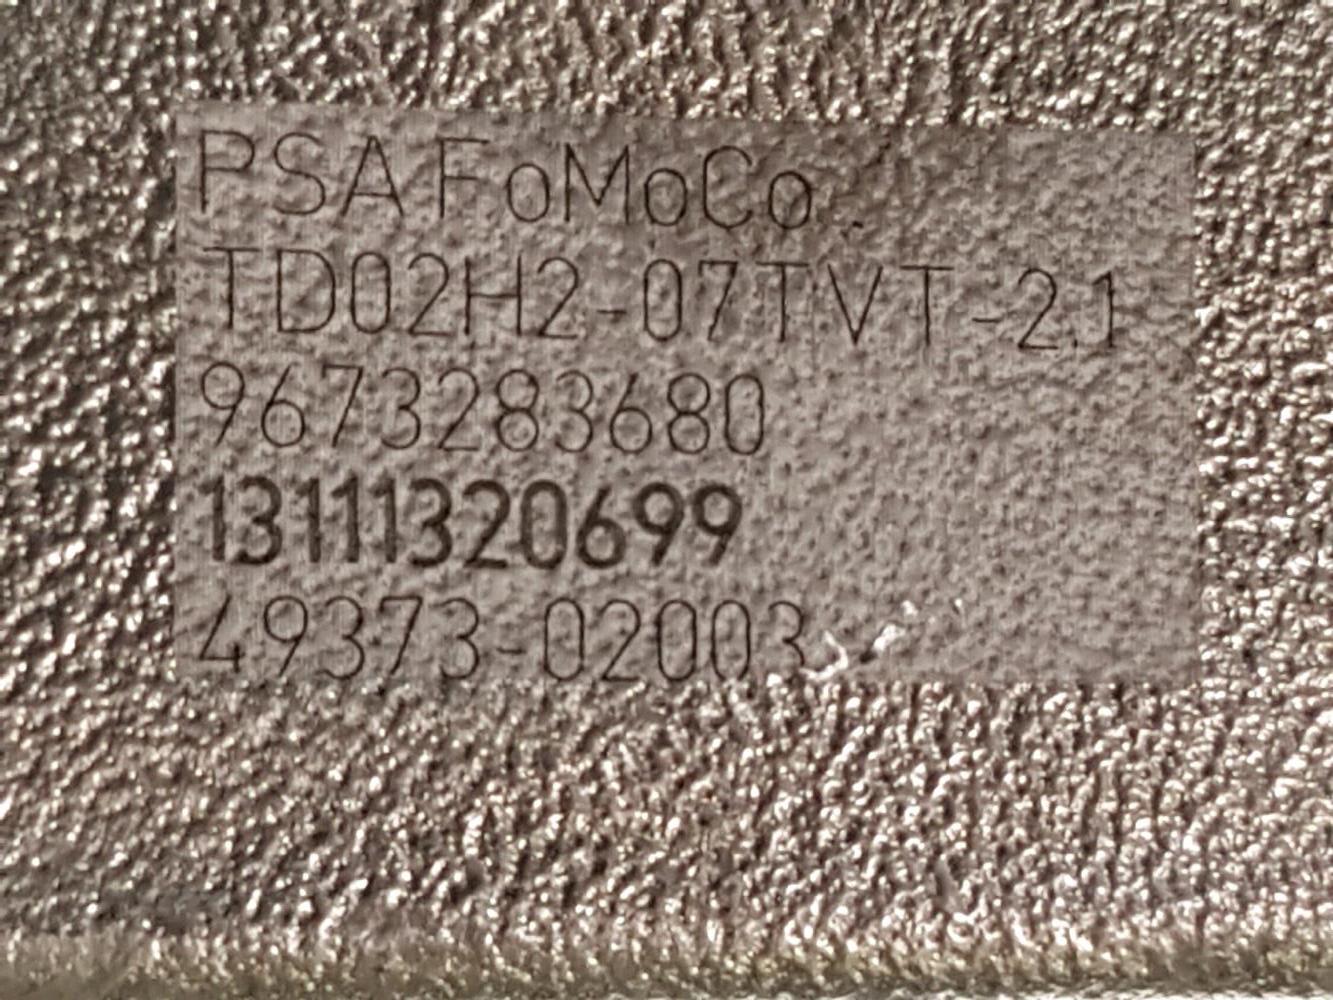 PSA FoMoCo
TD02H2-07TVT-2.1
9673283680
13111320699
49373-02003